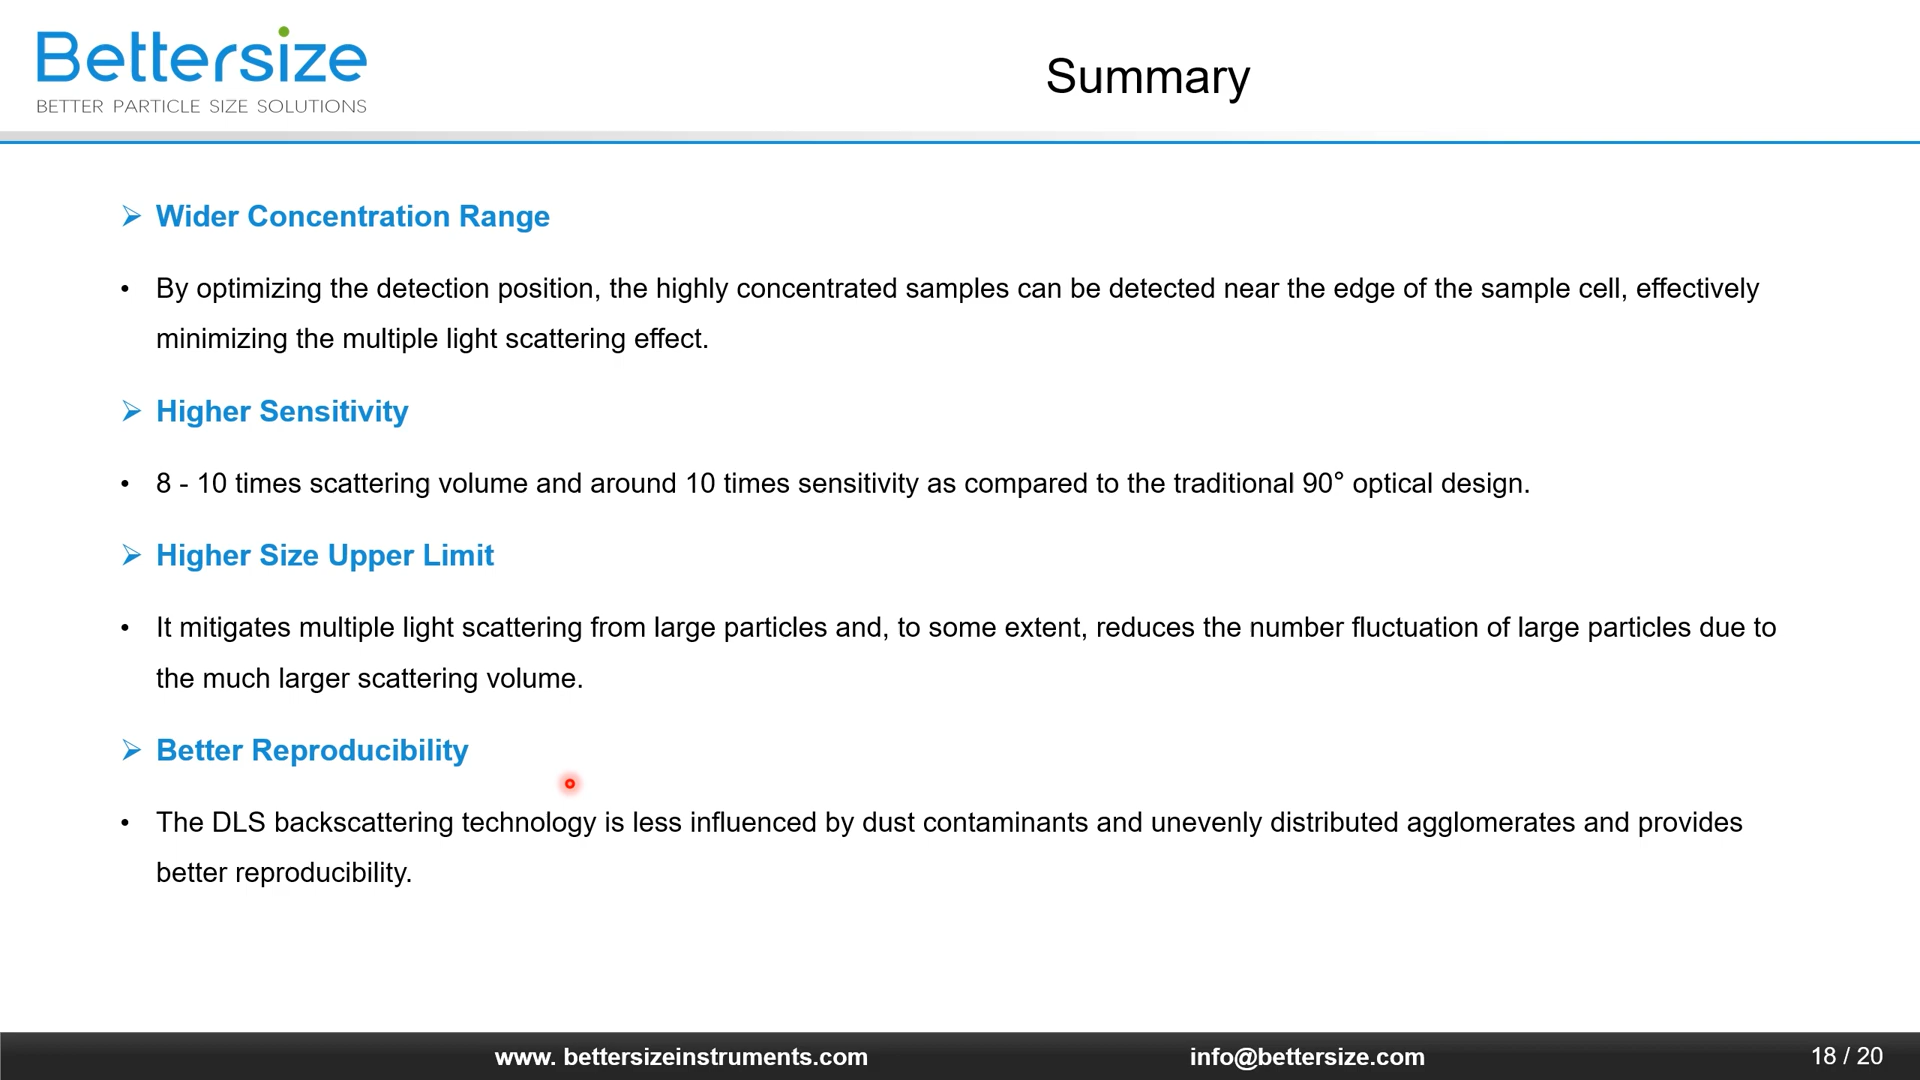 Bettersize
BETTER PARTICLE SIZE SOLUTIONS
Summary
➢ Wider Concentration Range
• By optimizing the detection position, the highly concentrated samples can be detected near the edge of the sample cell, effectively
minimizing the multiple light scattering effect.
➢ Higher Sensitivity
• 8 - 10 times scattering volume and around 10 times sensitivity as compared to the traditional 90° optical design.
➢ Higher Size Upper Limit
• It mitigates multiple light scattering from large particles and, to some extent, reduces the number fluctuation of large particles due to
the much larger scattering volume.
➢ Better Reproducibility
• The DLS backscattering technology is less influenced by dust contaminants and unevenly distributed agglomerates and provides
better reproducibility.
www. bettersizeinstruments.com
info@bettersize.com
18 / 20